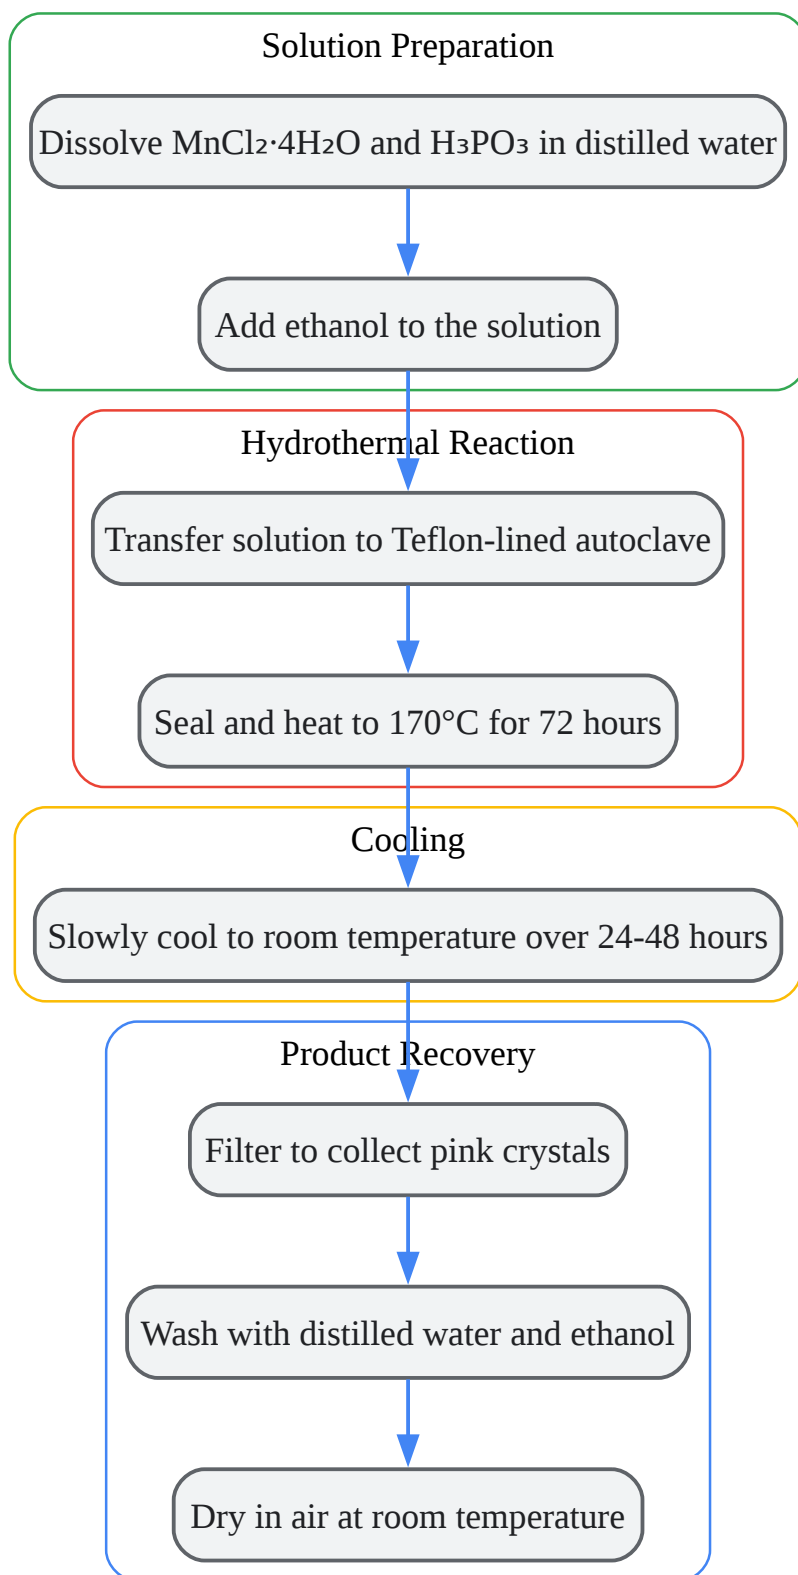 Solution Preparation
Dissolve MnCl₂·4H₂O and H₃PO₃ in distilled water
Add ethanol to the solution
Hydrothermal Reaction
Transfer solution to Teflon-lined autoclave
Seal and heat to 170°C for 72 hours
Cooling
Slowly cool to room temperature over 24-48 hours
Product Recovery
Filter to collect pink crystals
Wash with distilled water and ethanol
Dry in air at room temperature